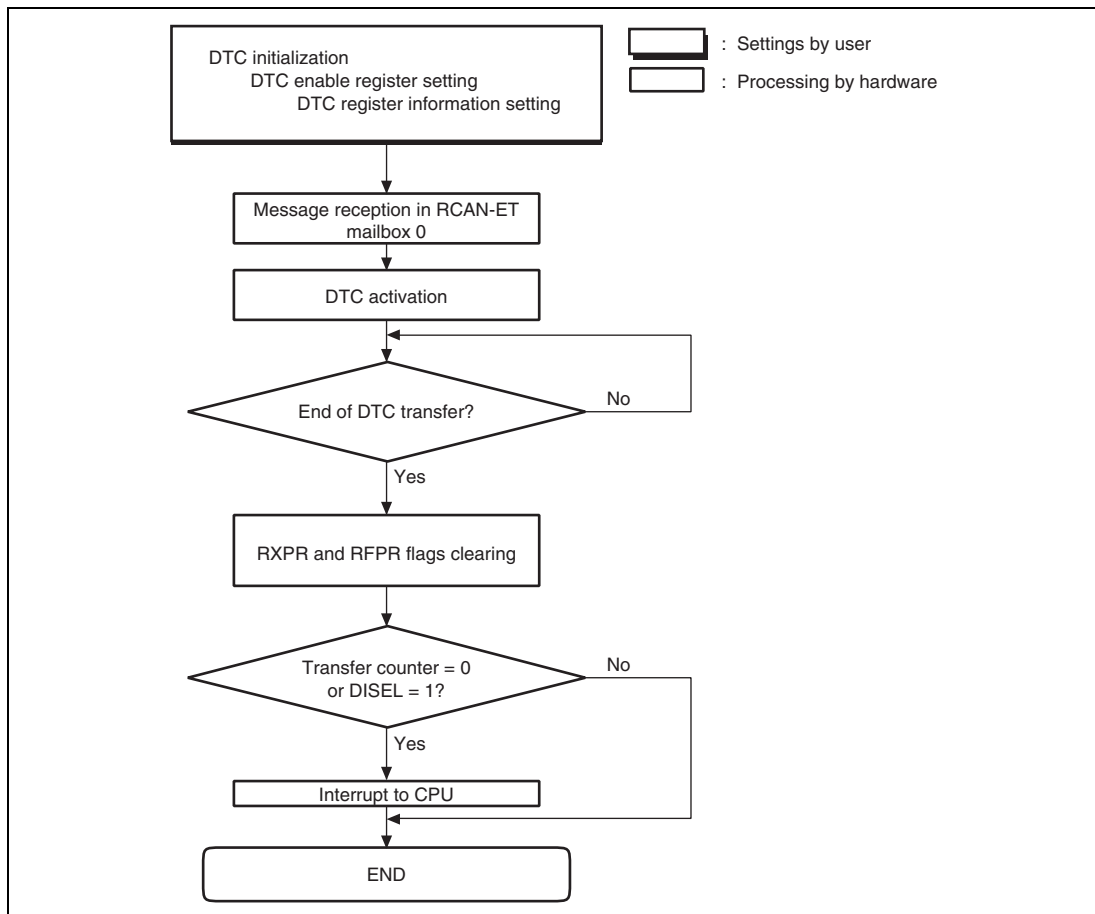 DTC initialization
DTC enable register setting
DTC register information setting
: Settings by user
: Processing by hardware
Message reception in RCAN-ET
mailbox 0
DTC activation
End of DTC transfer?
No
Yes
RXPR and RFPR flags clearing
Transfer counter = 0
or DISEL = 1?
No
Yes
Interrupt to CPU
END